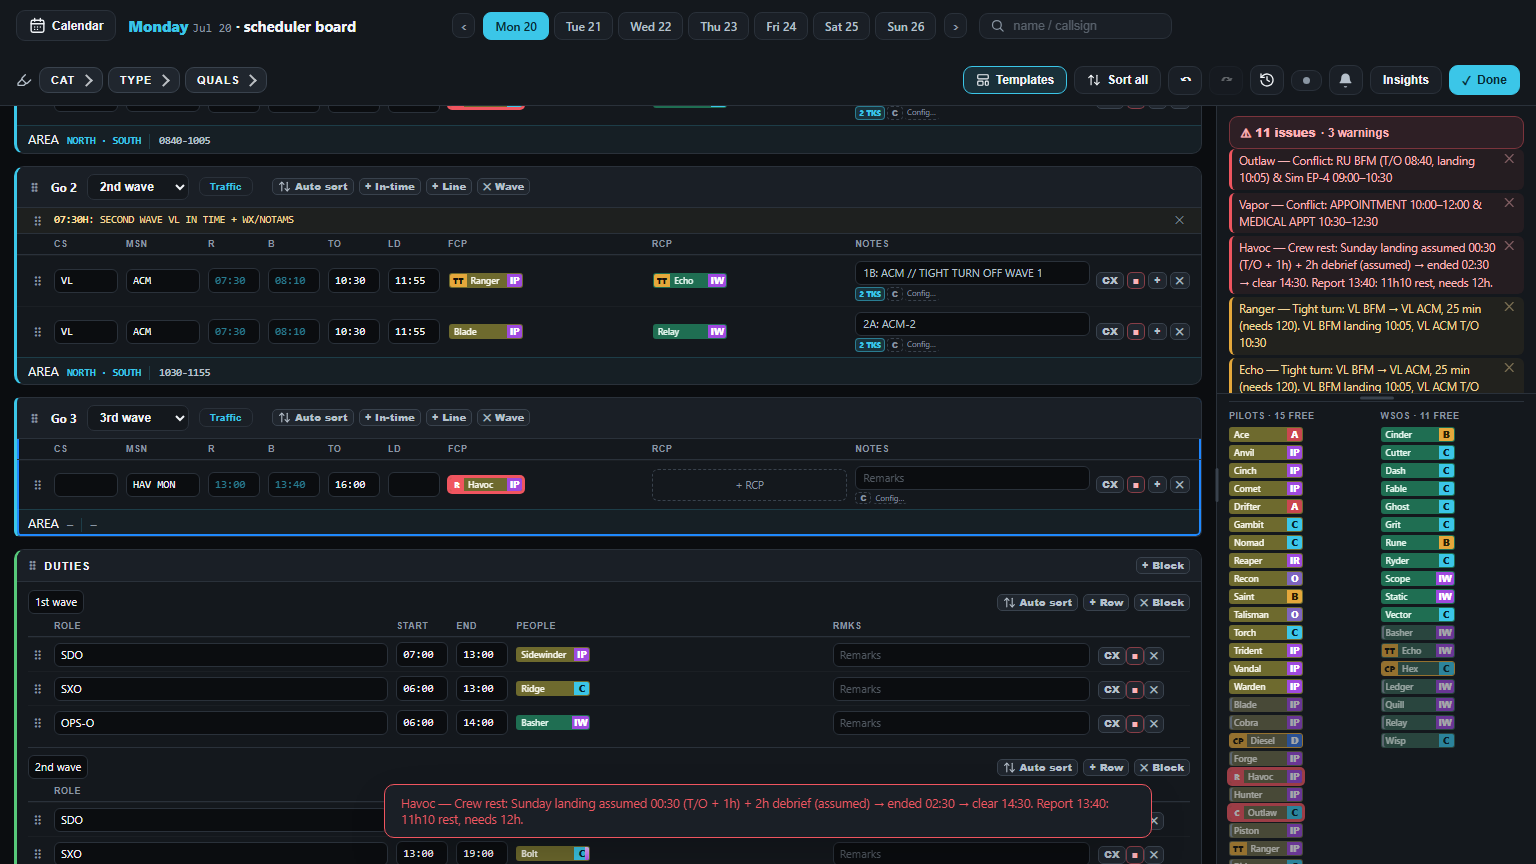 Calendar
Monday Jul 20 · scheduler board
‹ Mon 20 Tue 21 Wed 22 Thu 23 Fri 24 Sat 25 Sun 26 ›
name / callsign
CAT TYPE QUALS
Templates Sort all Insights ✓ Done
2 TKS C Config...
AREA NORTH · SOUTH 0840-1005
Go 2 2nd wave Traffic Auto sort + In-time + Line X Wave
07:30H: SECOND WAVE VL IN TIME + WX/NOTAMS
CS MSN R B TO LD FCP RCP NOTES
VL ACM 07:30 08:10 10:30 11:55 TT Ranger IP TT Echo IW 1B: ACM // TIGHT TURN OFF WAVE 1 CX + X
2 TKS C Config...
VL ACM 07:30 08:10 10:30 11:55 Blade IP Relay IW 2A: ACM-2 CX + X
2 TKS C Config...
AREA NORTH · SOUTH 1030-1155
Go 3 3rd wave Traffic Auto sort + In-time + Line X Wave
CS MSN R B TO LD FCP RCP NOTES
HAV MON 13:00 13:40 16:00 R Havoc IP + RCP Remarks CX + X
C Config...
AREA — —
DUTIES + Block
1st wave Auto sort + Row X Block
ROLE START END PEOPLE RMKS
SDO 07:00 13:00 Sidewinder IP Remarks CX X
SXO 06:00 13:00 Ridge C Remarks CX X
OPS-O 06:00 14:00 Basher IW Remarks CX X
2nd wave Auto sort + Row X Block
ROLE
SDO
SXO 13:00 19:00 Bolt C Remarks CX X
Havoc — Crew rest: Sunday landing assumed 00:30 (T/O + 1h) + 2h debrief (assumed) → ended 02:30 → clear 14:30. Report 13:40:
11h10 rest, needs 12h.
⚠ 11 issues · 3 warnings
Outlaw — Conflict: RU BFM (T/O 08:40, landing
10:05) & Sim EP-4 09:00–10:30
Vapor — Conflict: APPOINTMENT 10:00–12:00 &
MEDICAL APPT 10:30–12:30
Havoc — Crew rest: Sunday landing assumed 00:30
(T/O + 1h) + 2h debrief (assumed) → ended 02:30
→ clear 14:30. Report 13:40: 11h10 rest, needs 12h.
Ranger — Tight turn: VL BFM → VL ACM, 25 min
(needs 120). VL BFM landing 10:05, VL ACM T/O
10:30
Echo — Tight turn: VL BFM → VL ACM, 25 min
(needs 120). VL BFM landing 10:05, VL ACM T/O
PILOTS · 15 FREE
Ace A
Anvil IP
Cinch IP
Comet IP
Drifter A
Gambit C
Nomad C
Reaper IR
Recon O
Saint B
Talisman O
Torch C
Trident IP
Vandal IP
Warden IP
Blade IP
Cobra IP
CP Diesel D
Forge IP
R Havoc IP
Hunter IP
C Outlaw C
Piston IP
TT Ranger IP
WSOS · 11 FREE
Cinder B
Cutter C
Dash C
Fable C
Ghost C
Grit C
Rune B
Ryder C
Scope IW
Static IW
Vector C
Basher IW
TT Echo IW
CP Hex C
Ledger IW
Quill IW
Relay IW
Wisp C